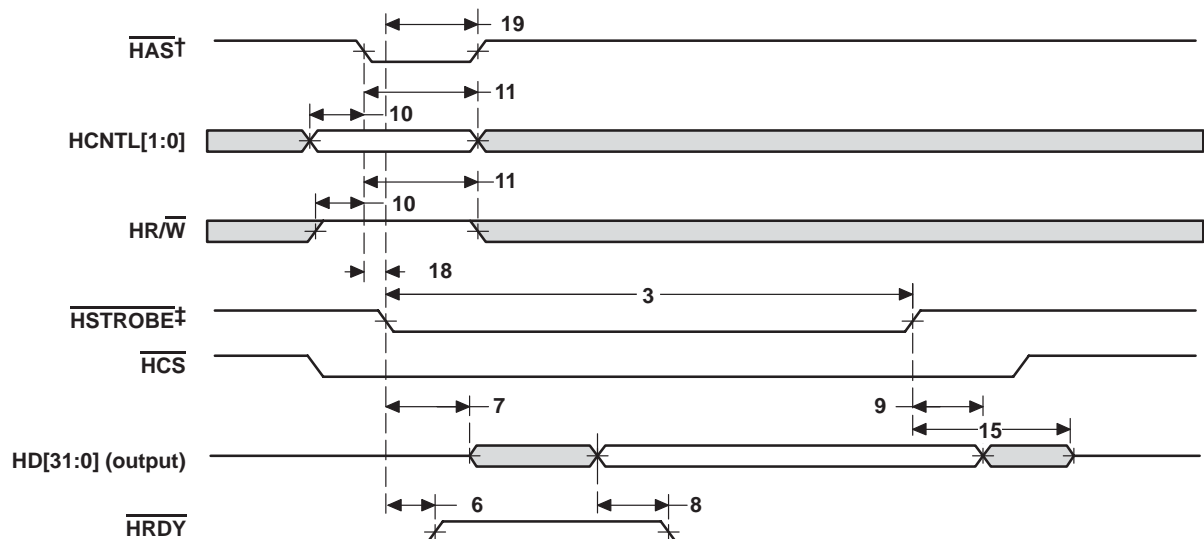 19
HAS†
11
10
HCNTL[1:0]
11
10
HR/W
18
3
HSTROBE‡
HCS
7
9
15
HD[31:0] (output)
6
8
HRDY